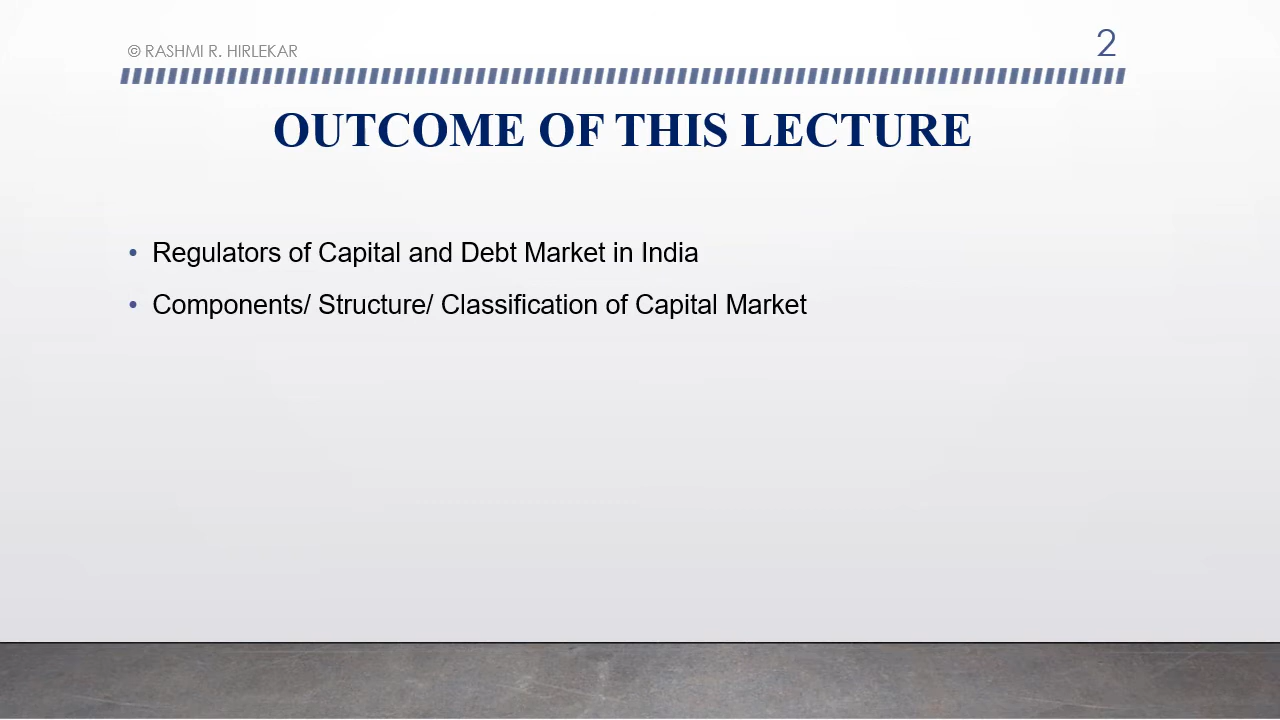 © RASHMI R. HIRLEKAR
2
OUTCOME OF THIS LECTURE
• Regulators of Capital and Debt Market in India
• Components/ Structure/ Classification of Capital Market